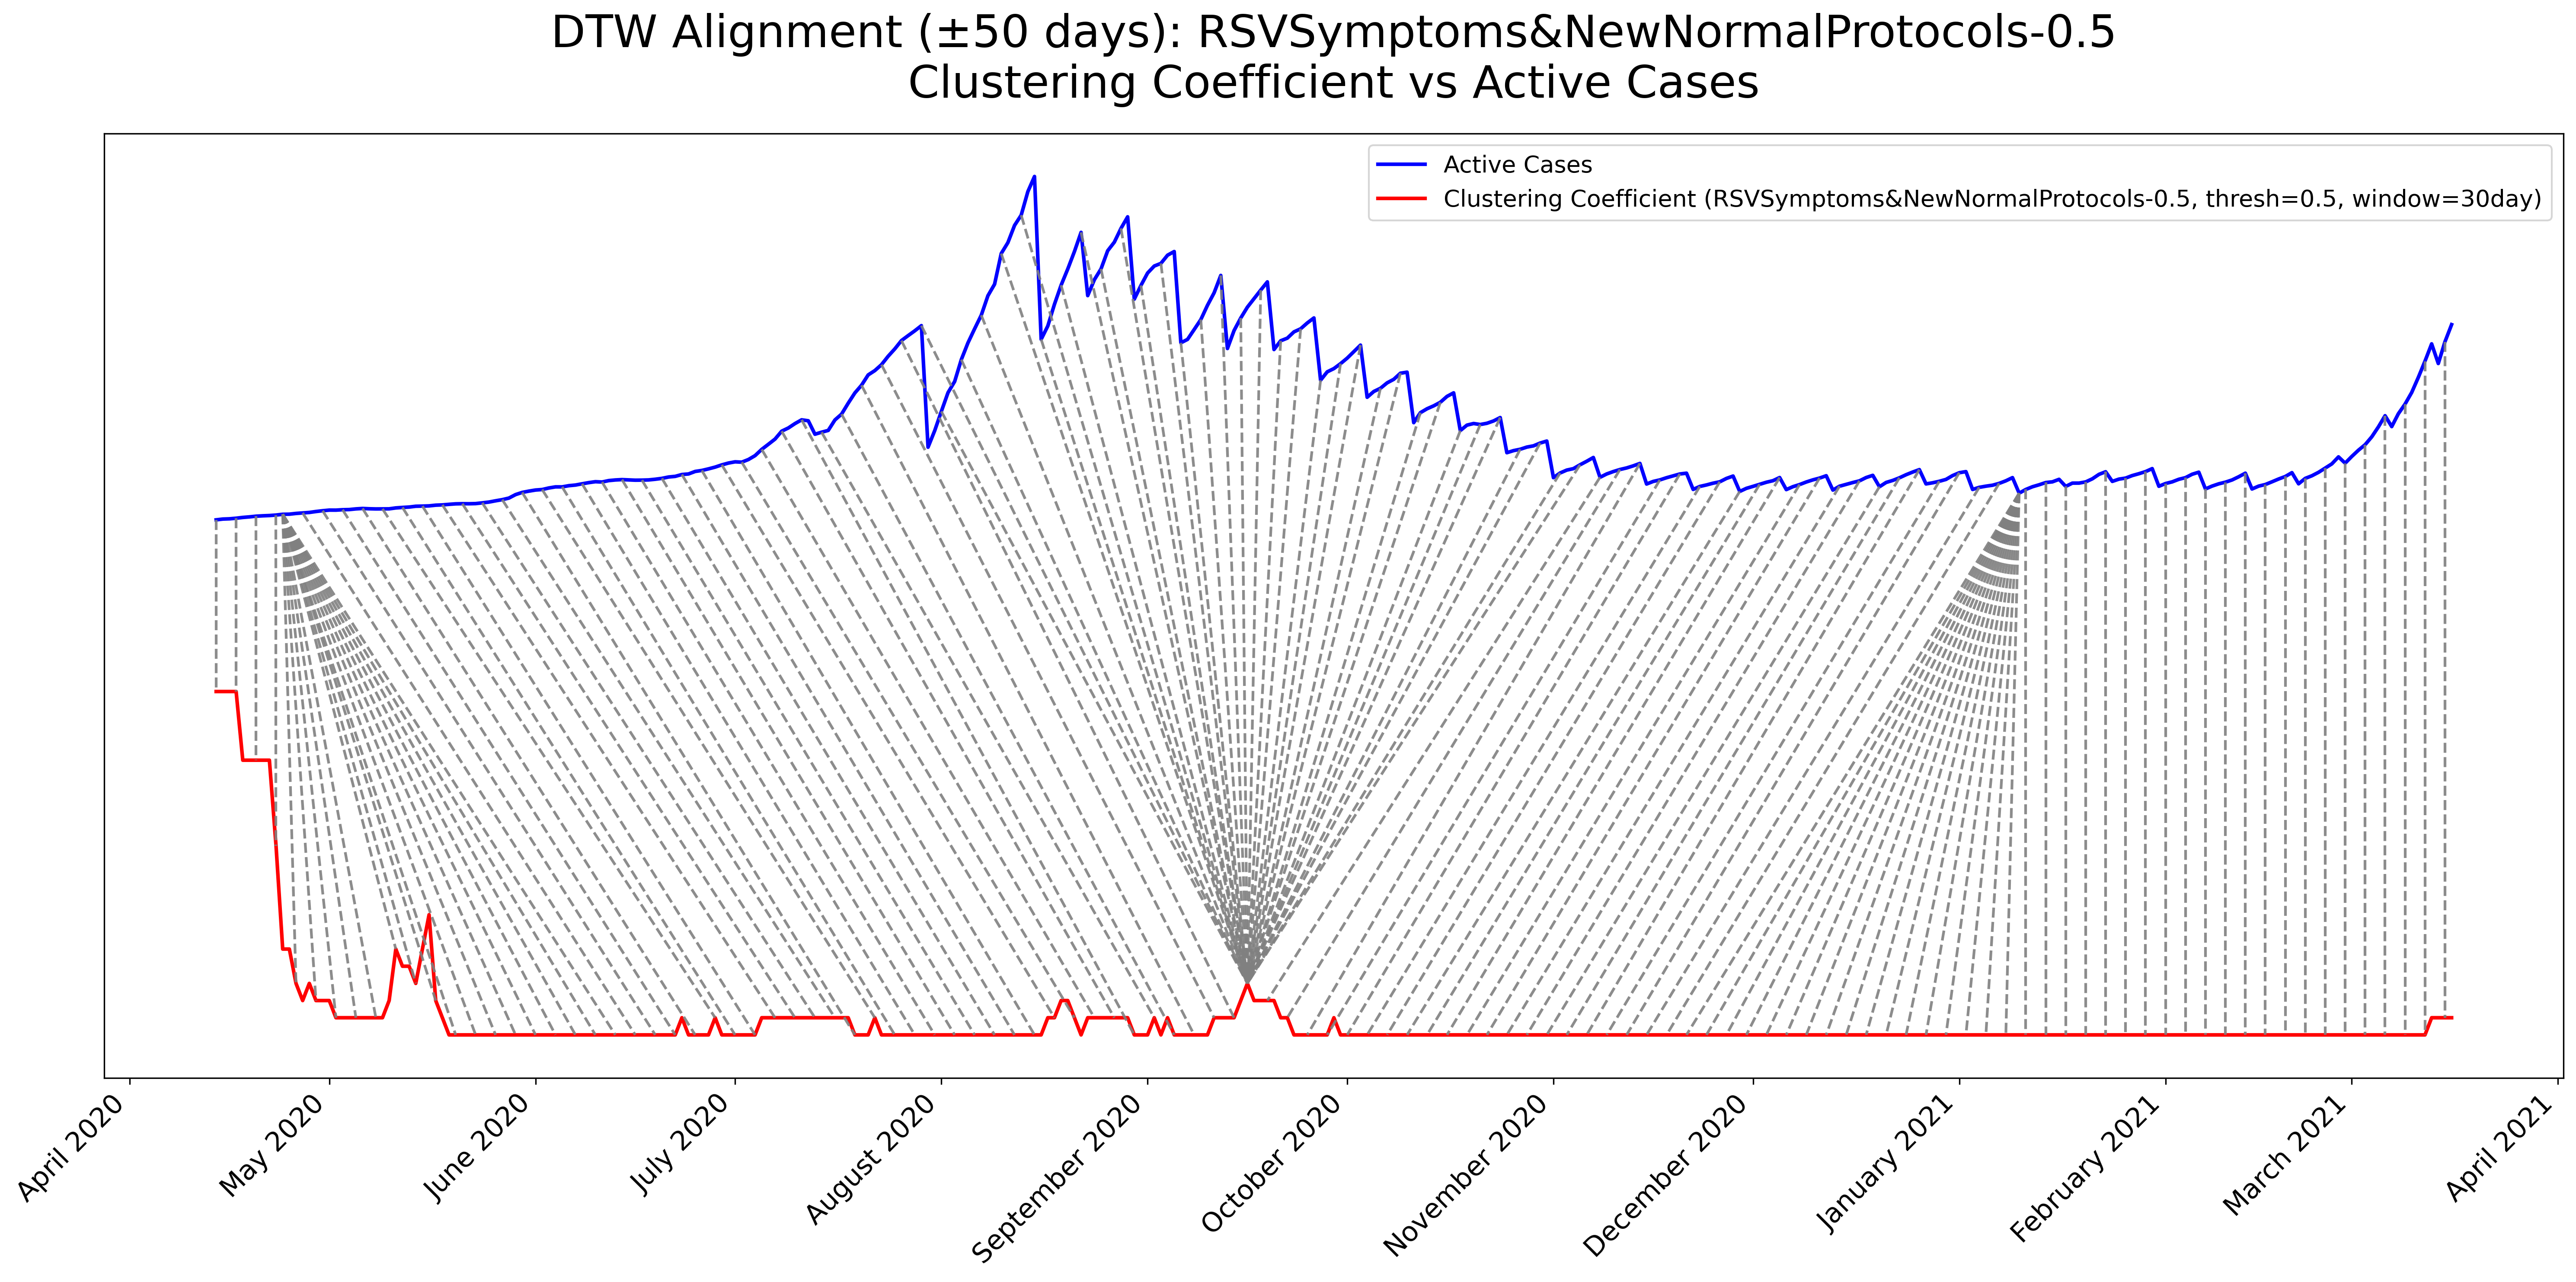 DTW Alignment (±50 days): RSVSymptoms&NewNormalProtocols-0.5
Clustering Coefficient vs Active Cases
Active Cases
Clustering Coefficient (RSVSymptoms&NewNormalProtocols-0.5, thresh=0.5, window=30day)
April 2020
May 2020
June 2020
July 2020
August 2020
September 2020
October 2020
November 2020
December 2020
January 2021
February 2021
March 2021
April 2021